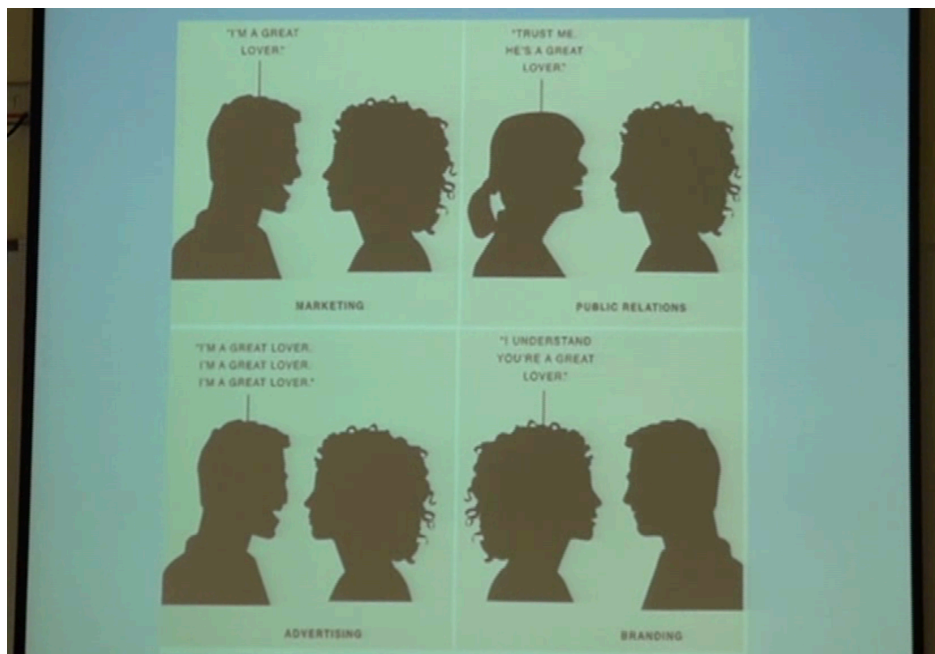 "I'M A GREAT
LOVER."
MARKETING
"TRUST ME.
HE'S A GREAT
LOVER."
PUBLIC RELATIONS
"I'M A GREAT LOVER.
I'M A GREAT LOVER.
I'M A GREAT LOVER."
ADVERTISING
"I UNDERSTAND
YOU'RE A GREAT
LOVER."
BRANDING